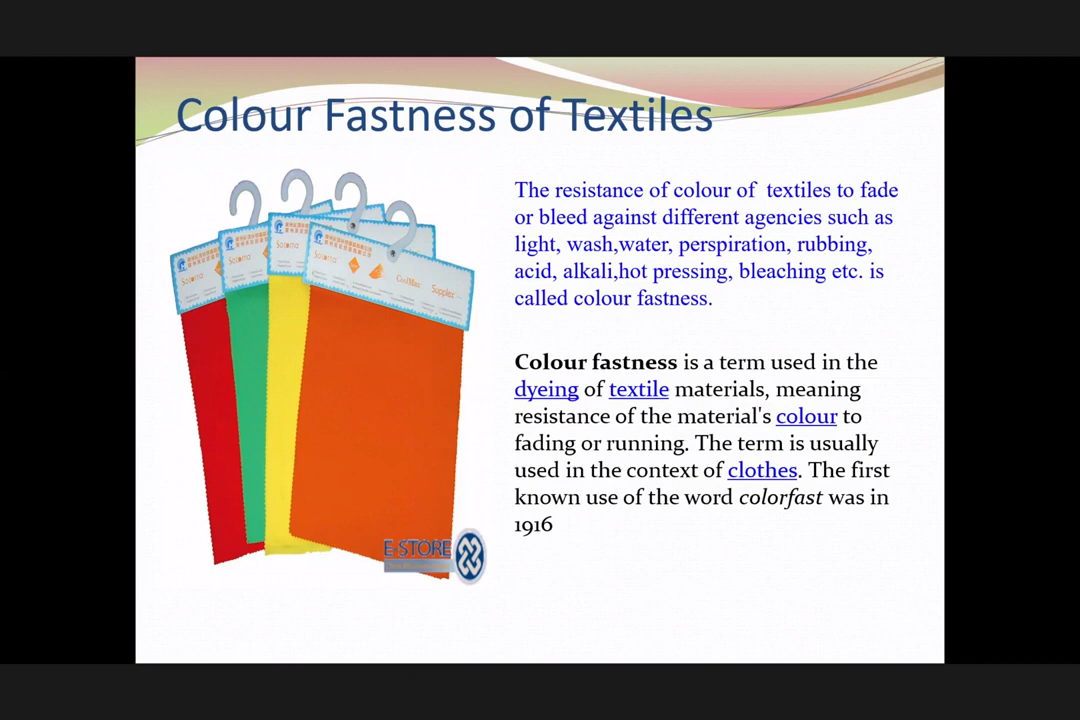 Colour Fastness of Textiles
The resistance of colour of textiles to fade
or bleed against different agencies such as
light, wash,water, perspiration, rubbing,
acid, alkali,hot pressing, bleaching etc. is
called colour fastness.
Colour fastness is a term used in the
dyeing of textile materials, meaning
resistance of the material's colour to
fading or running. The term is usually
used in the context of clothes. The first
known use of the word colorfast was in
1916
Supplex
E-STORE